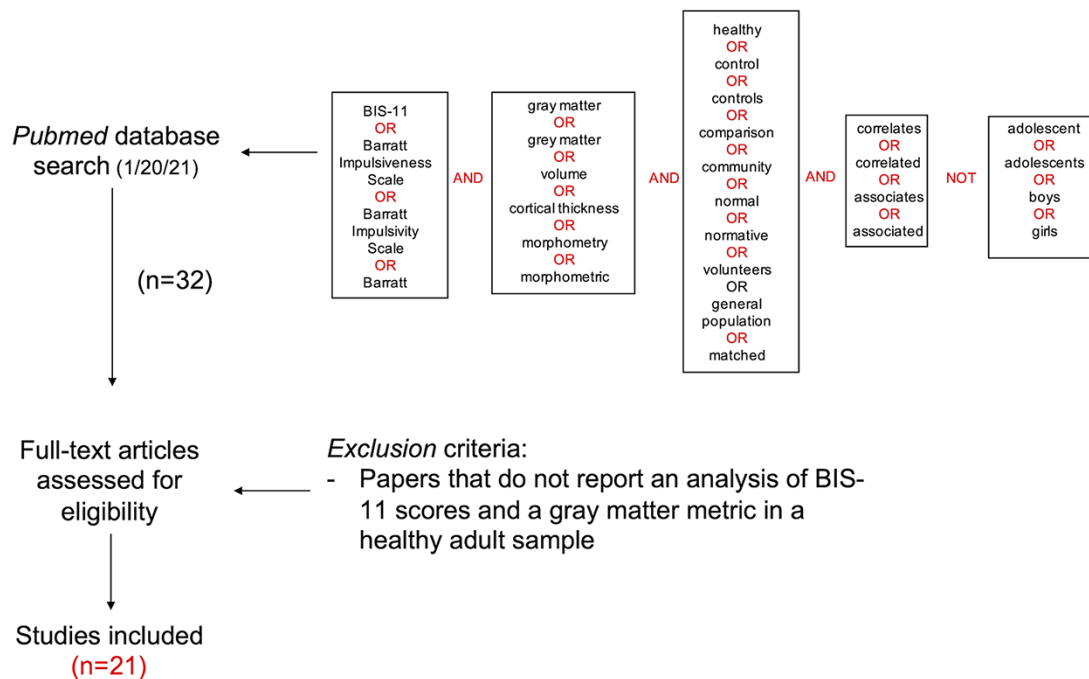 Pubmed database
search (1/20/21)
(n=32)
BIS-11
OR
Barratt
Impulsiveness
Scale
OR
Barratt
Impulsivity
Scale
OR
Barratt
AND
gray matter
OR
grey matter
OR
volume
OR
cortical thickness
OR
morphometry
OR
morphometric
AND
healthy
OR
control
OR
controls
OR
comparison
OR
community
OR
normal
OR
normative
OR
volunteers
OR
general
population
OR
matched
AND
correlates
OR
correlated
OR
associates
OR
associated
NOT
adolescent
OR
adolescents
OR
boys
OR
girls
Full-text articles
assessed for
eligibility
Exclusion criteria:
- Papers that do not report an analysis of BIS-
11 scores and a gray matter metric in a
healthy adult sample
Studies included
(n=21)